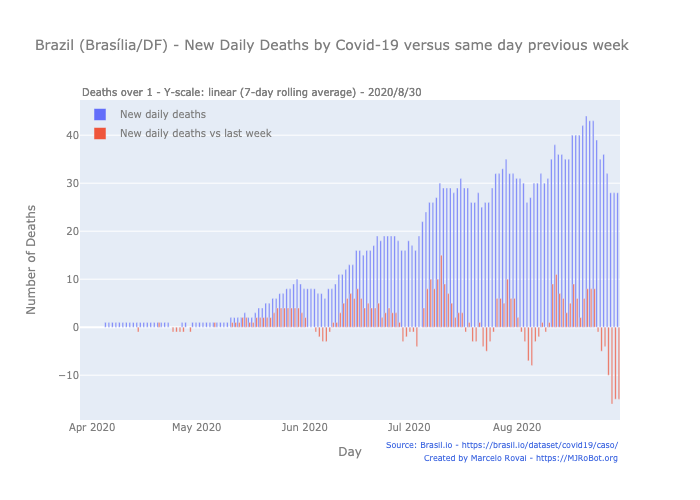 Brazil (Brasília/DF) - New Daily Deaths by Covid-19 versus same day previous week
Deaths over 1 - Y-scale: linear (7-day rolling average) - 2020/8/30
New daily deaths
New daily deaths vs last week
Number of Deaths
40
30
20
10
0
−10
Apr 2020
May 2020
Jun 2020
Jul 2020
Aug 2020
Day
Source: Brasil.io - https://brasil.io/dataset/covid19/caso/
Created by Marcelo Rovai - https://MJRoBot.org